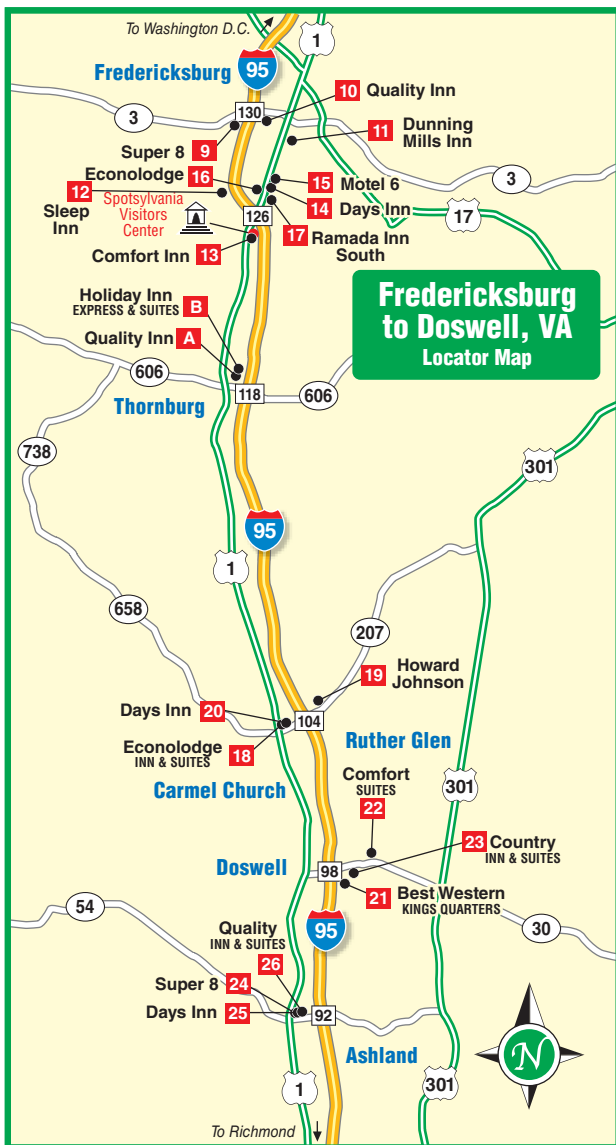 To Washington D.C.
1
Fredericksburg
95
10 Quality Inn
130
3
11 Dunning
Mills Inn
Super 8 9
Econolodge
16
3
15 Motel 6
12
Sleep
Inn
Spotsylvania
Visitors
Center
14 Days Inn
17
126
17 Ramada Inn
South
Comfort Inn 13
Fredericksburg
to Doswell, VA
Locator Map
Holiday Inn
EXPRESS & SUITES B
Quality Inn A
606
118
606
Thornburg
738
301
95
1
658
207
19 Howard
Johnson
Days Inn 20
104
Econolodge
INN & SUITES 18
Ruther Glen
Carmel Church
Comfort
SUITES
22
301
23 Country
INN & SUITES
Doswell
98
21 Best Western
KINGS QUARTERS
54
30
Quality
INN & SUITES
26
95
Super 8 24
Days Inn 25
92
Ashland
N
1
301
To Richmond